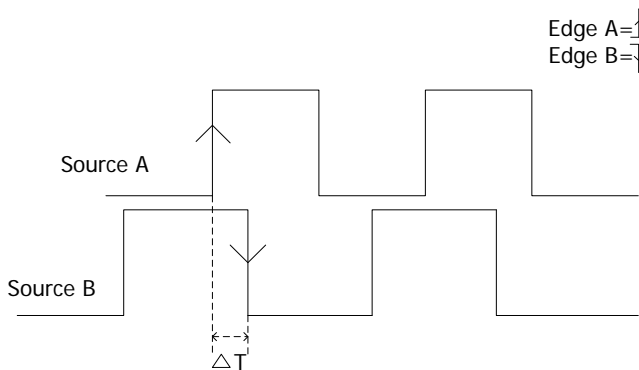 Edge A=
Edge B=
Source A
Source B
△T